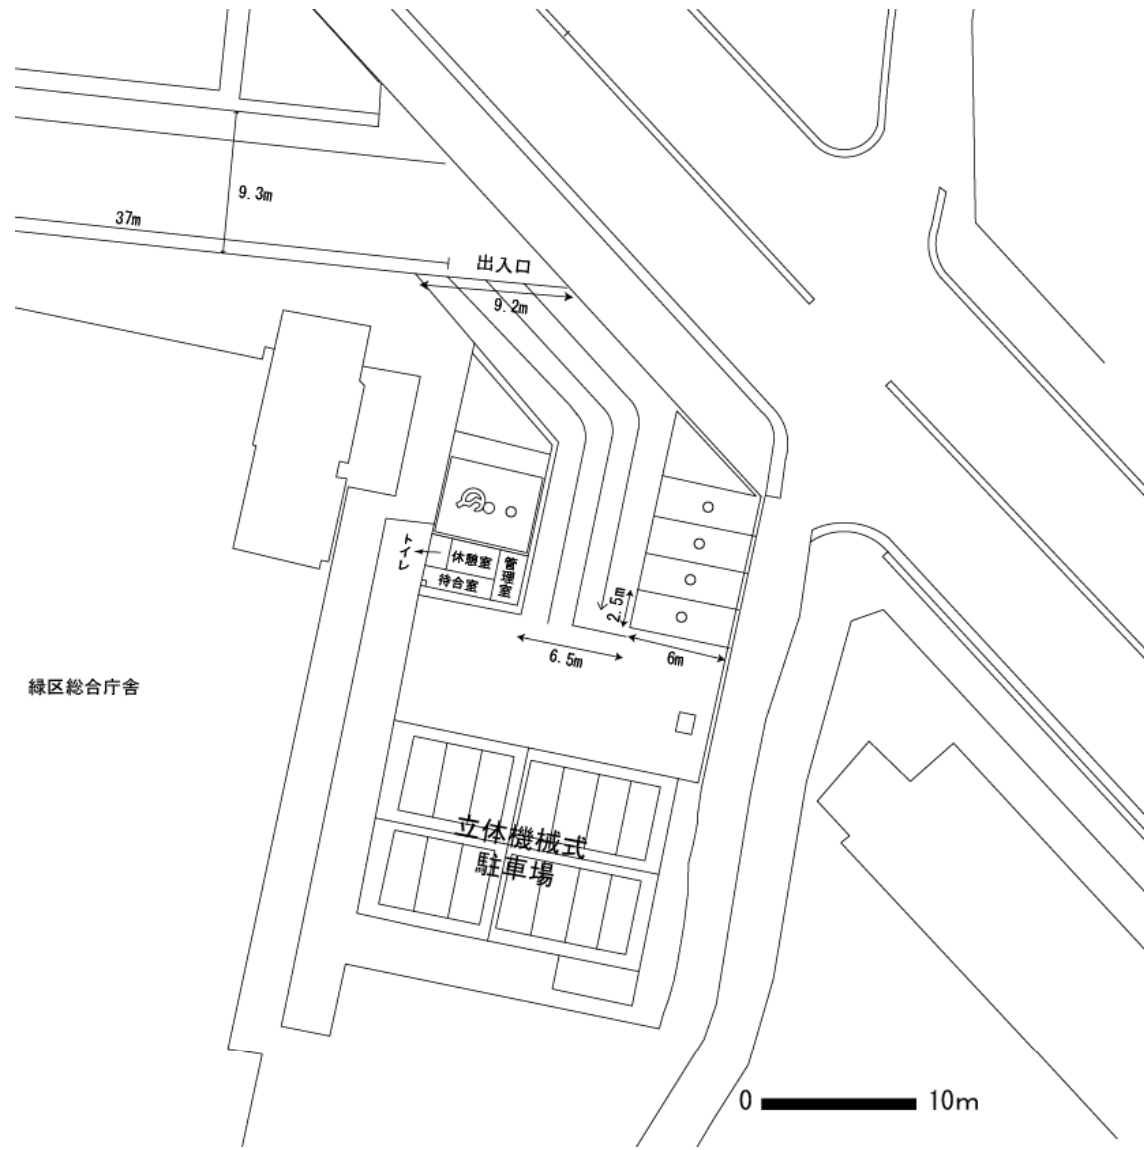 9.3m
37m
出入口
9.2m
トイレ
休憩室
管理室
待合室
2.5m
6.5m
6m
緑区総合庁舎
立体機械式
駐車場
0 10m